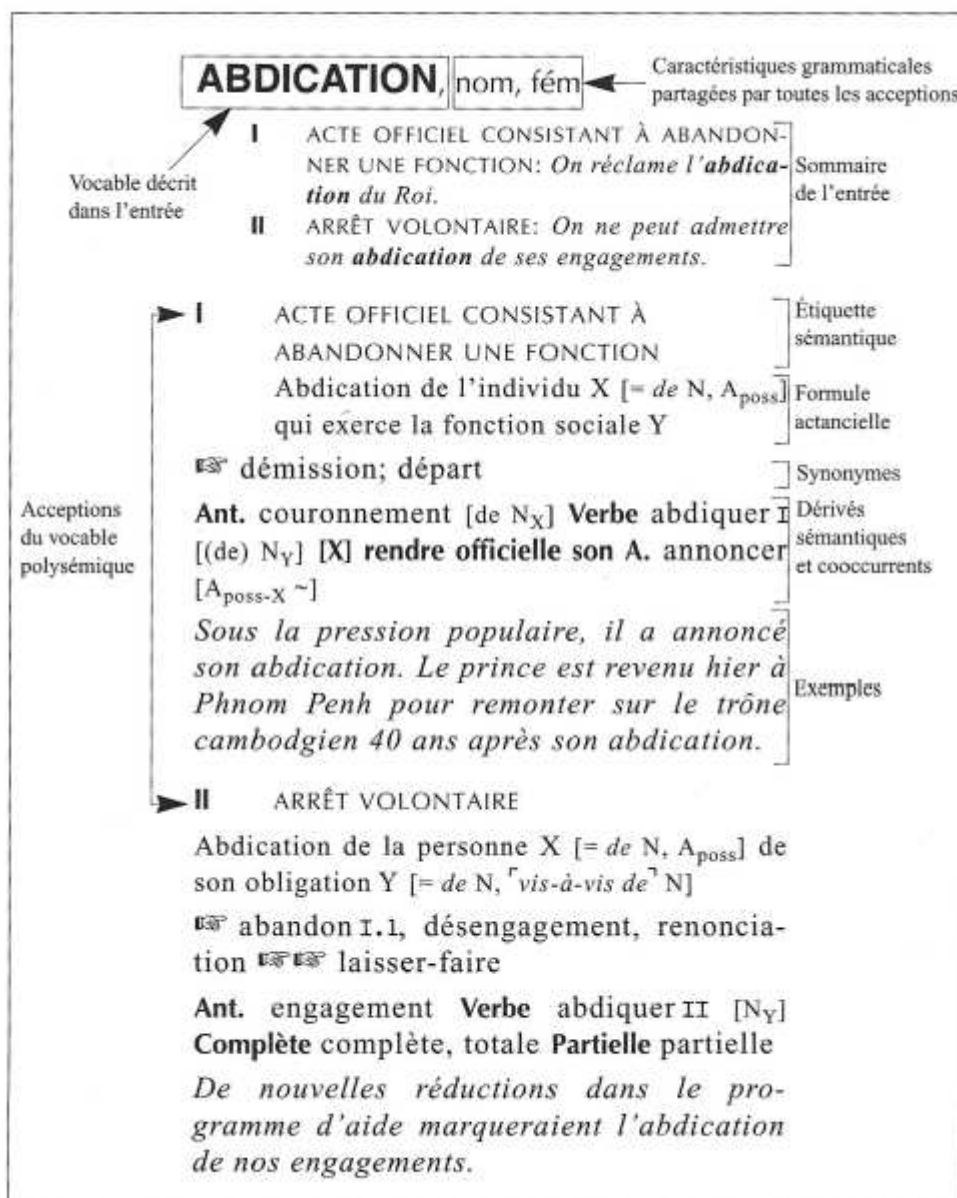 ABDICATION, nom, fém
Caractéristiques grammaticales
partagées par toutes les acceptions
Vocable décrit
dans l'entrée
I ACTE OFFICIEL CONSISTANT À ABANDON-
NER UNE FONCTION: On réclame l'abdica-
tion du Roi.
II ARRÊT VOLONTAIRE: On ne peut admettre
son abdication de ses engagements.
Sommaire
de l'entrée
Acceptions
du vocable
polysémique
I ACTE OFFICIEL CONSISTANT À
ABANDONNER UNE FONCTION
Étiquette
sémantique
Abdication de l'individu X [= de N, Aposs]
qui exerce la fonction sociale Y
Formule
actancielle
☞ démission; départ
Synonymes
Ant. couronnement [de NX] Verbe abdiquer I
[(de) NY] [X] rendre officielle son A. annoncer
[Aposs-X ~]
Dérivés
sémantiques
et cooccurrents
Sous la pression populaire, il a annoncé
son abdication. Le prince est revenu hier à
Phnom Penh pour remonter sur le trône
cambodgien 40 ans après son abdication.
Exemples
II ARRÊT VOLONTAIRE
Abdication de la personne X [= de N, Aposs] de
son obligation Y [= de N, ⌜vis-à-vis de⌝ N]
☞ abandon I.1, désengagement, renoncia-
tion ☞☞ laisser-faire
Ant. engagement Verbe abdiquer II [NY]
Complète complète, totale Partielle partielle
De nouvelles réductions dans le pro-
gramme d'aide marqueraient l'abdication
de nos engagements.